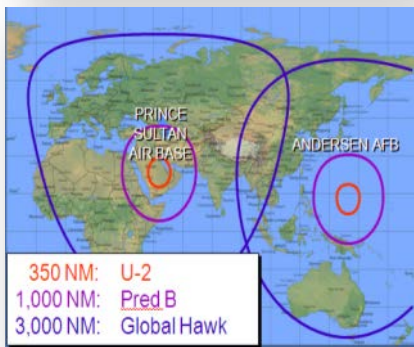 PRINCE
SULTAN
AIR BASE
ANDERSEN AFB
350 NM: U-2
1,000 NM: Pred B
3,000 NM: Global Hawk